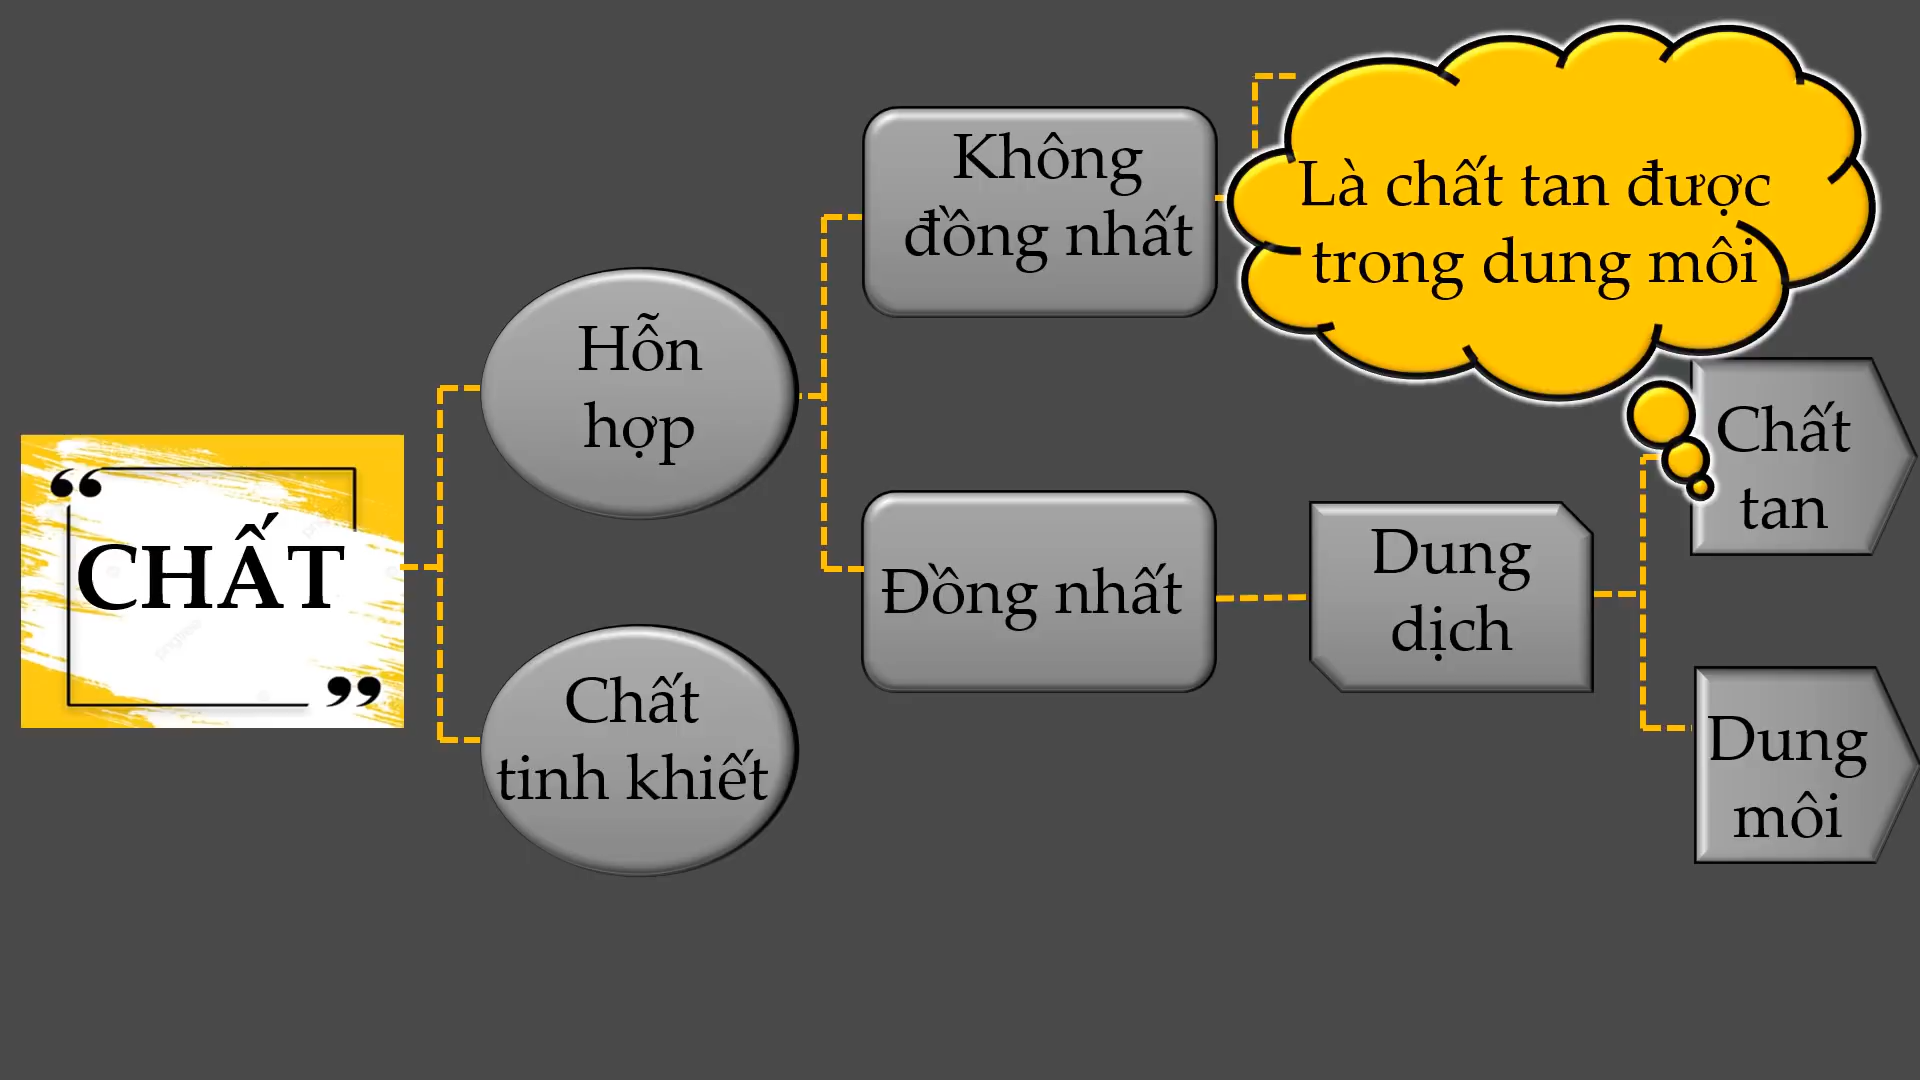 CHẤT
Hỗn
hợp
Chất
tinh khiết
Không
đồng nhất
Đồng nhất
Dung
dịch
Là chất tan được
trong dung môi
Chất
tan
Dung
môi